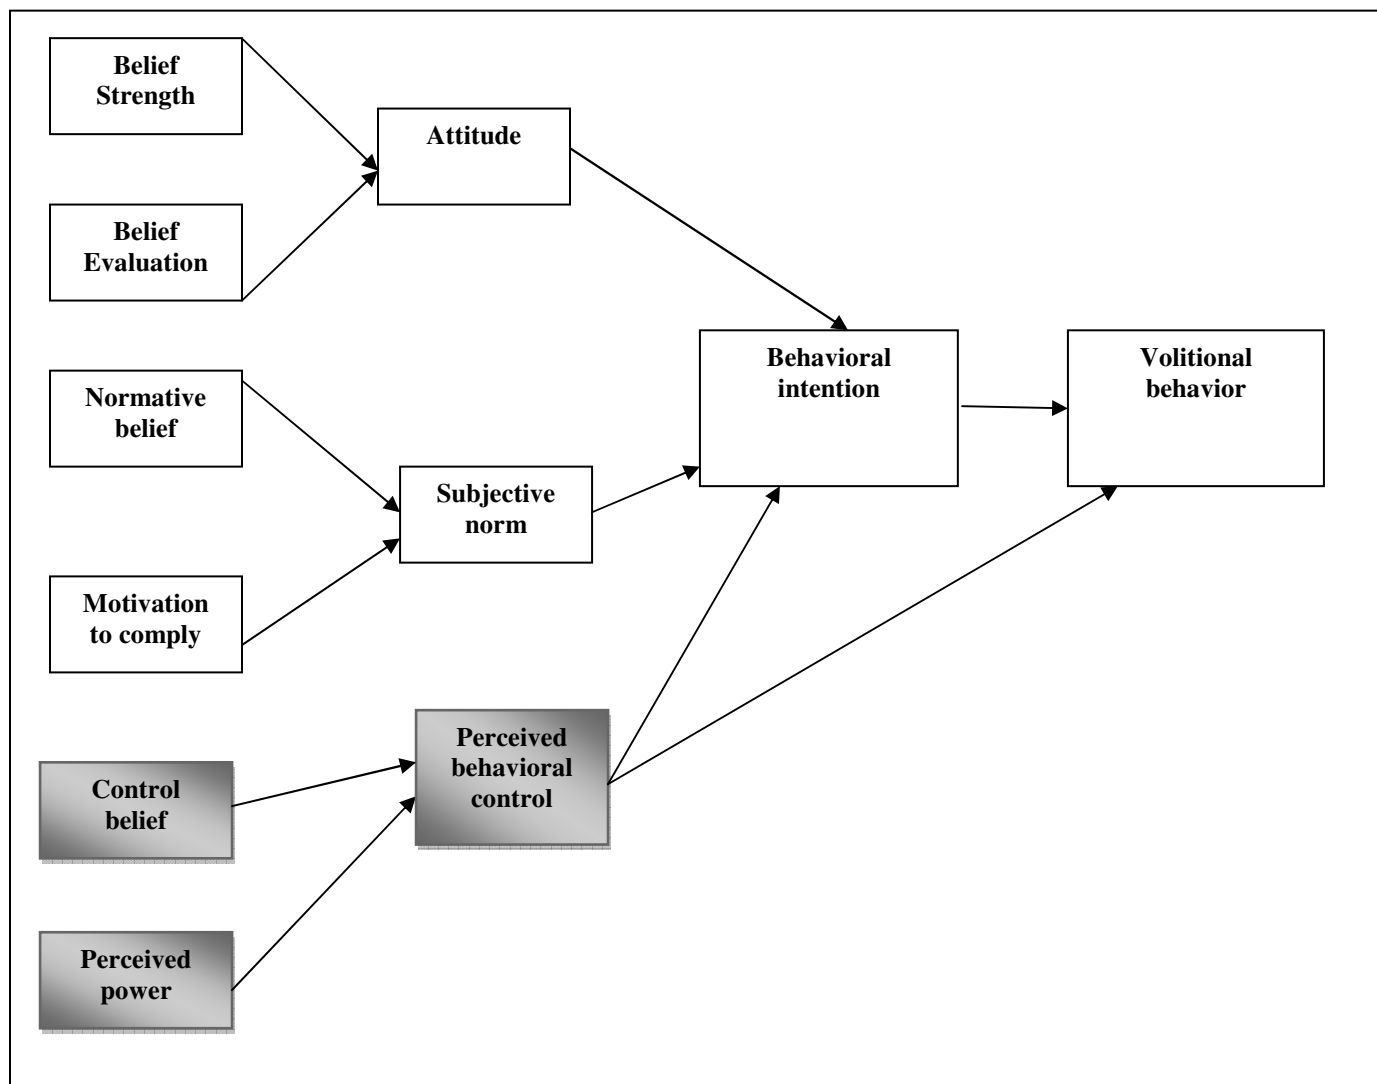 Belief
Strength
Attitude
Belief
Evaluation
Behavioral
intention
Volitional
behavior
Normative
belief
Subjective
norm
Motivation
to comply
Perceived
behavioral
control
Control
belief
Perceived
power